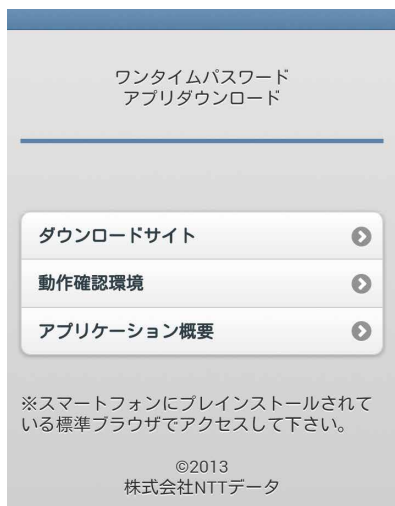 ワンタイムパスワード
アプリダウンロード
ダウンロードサイト
動作確認環境
アプリケーション概要
※スマートフォンにプレインストールされて
いる標準ブラウザでアクセスして下さい。
©2013
株式会社NTTデータ